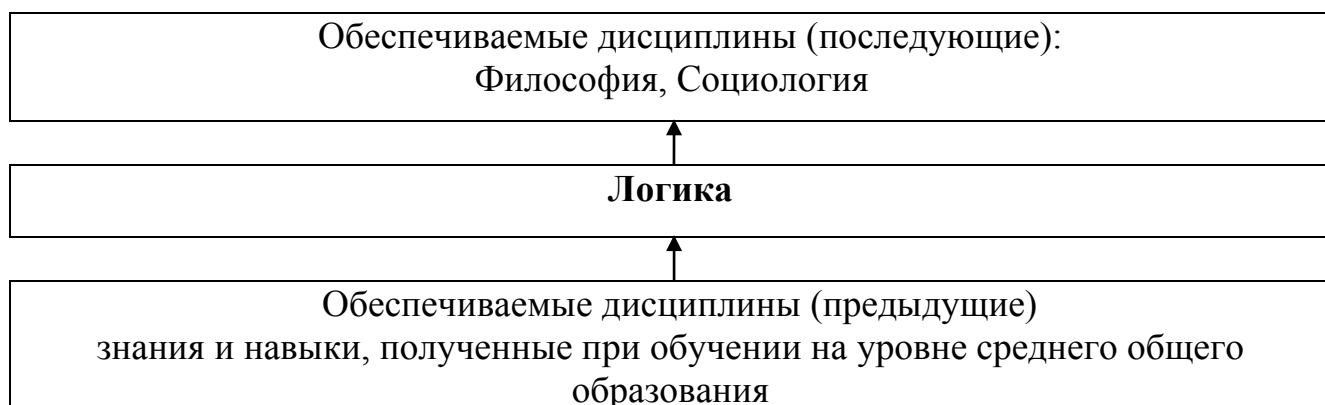 Обеспечиваемые дисциплины (последующие):
Философия, Социология
Логика
Обеспечиваемые дисциплины (предыдущие)
знания и навыки, полученные при обучении на уровне среднего общего
образования